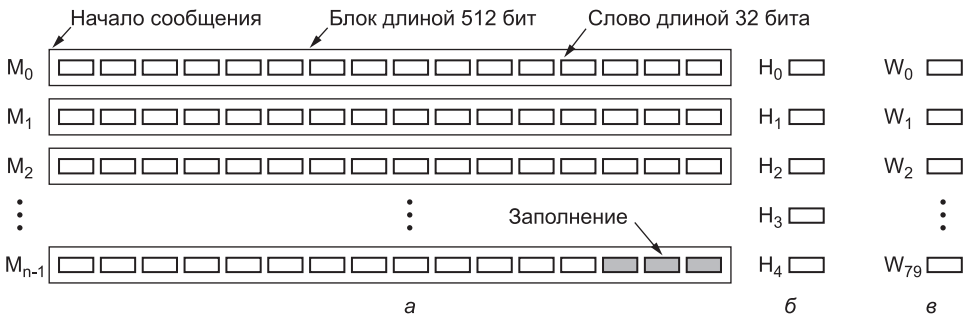 Начало сообщения Блок длиной 512 бит Слово длиной 32 бита
M0 H0 W0
M1 H1 W1
M2 H2 W2
H3
Заполнение
Mn-1 H4 W79
а б в